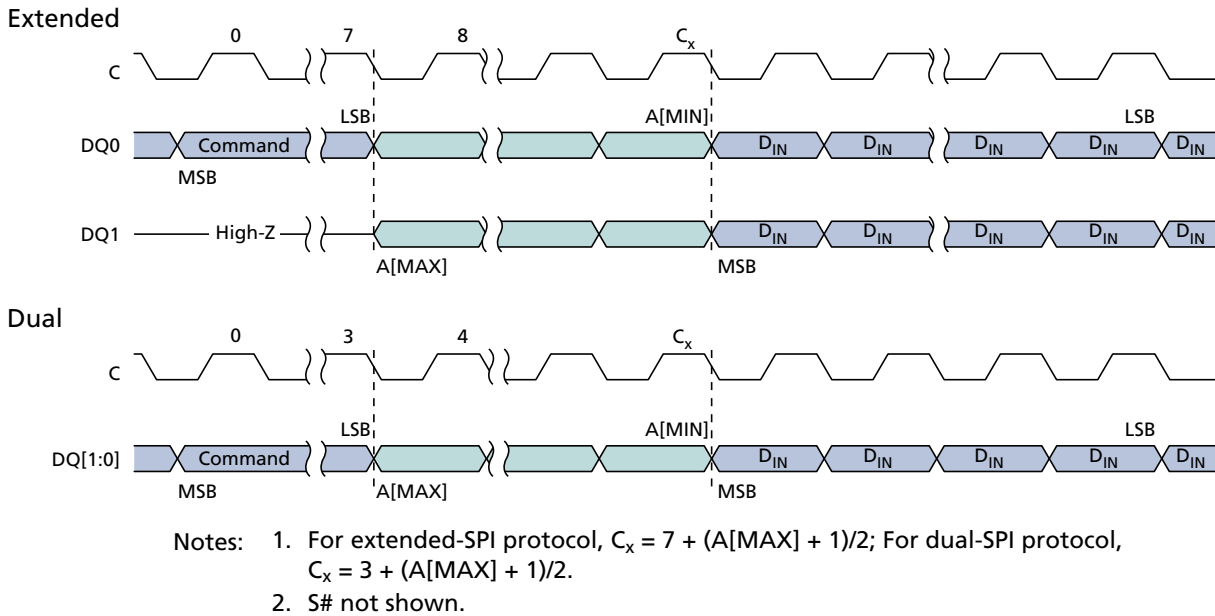 Extended
0 7 8 Cx
C
LSB A[MIN] LSB
DQ0 Command DIN DIN DIN DIN DIN
MSB
DQ1 High-Z DIN DIN DIN DIN DIN
A[MAX] MSB
Dual
0 3 4 Cx
C
LSB A[MIN] LSB
DQ[1:0] Command DIN DIN DIN DIN DIN
MSB A[MAX] MSB
Notes: 1. For extended-SPI protocol, Cx = 7 + (A[MAX] + 1)/2; For dual-SPI protocol,
Cx = 3 + (A[MAX] + 1)/2.
2. S# not shown.